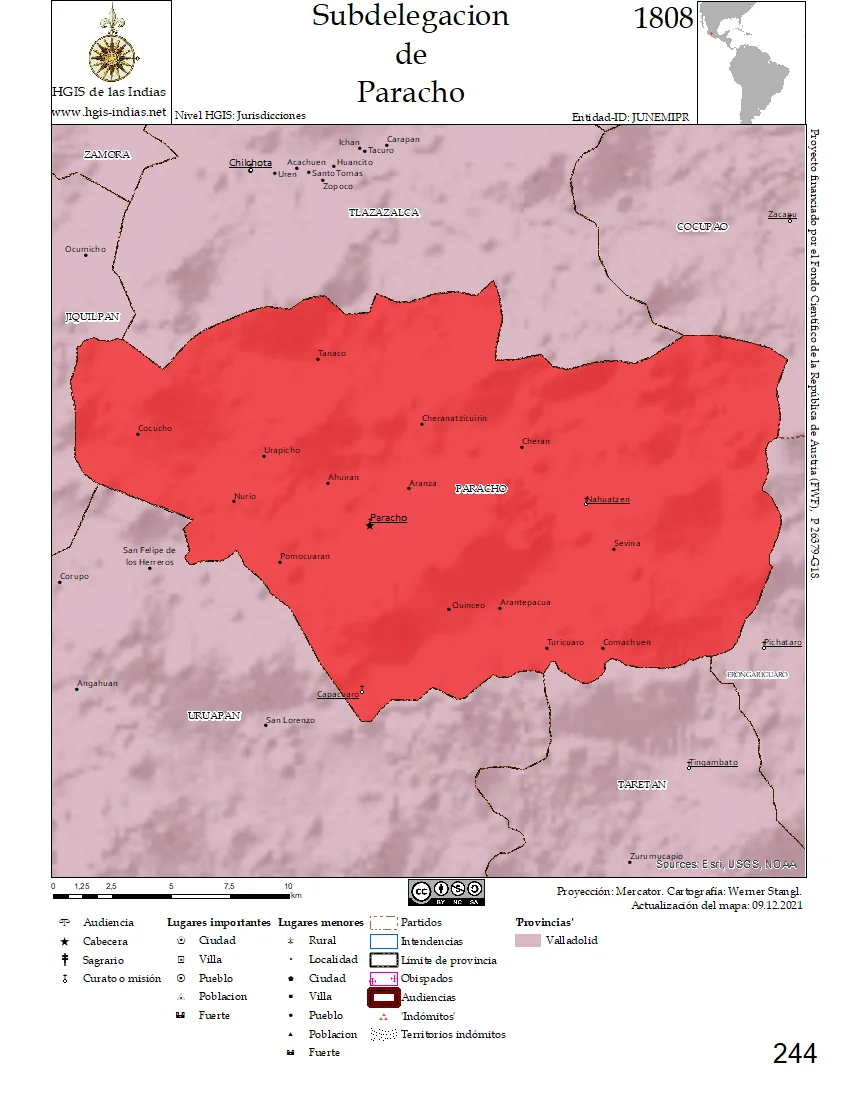 Subdelegacion
de
Paracho
1808
HGIS de las Indias
www.hgis-indias.net
Nivel HGIS: Jurisdicciones
Entidad-ID: JUNEMIPR
Proyecto financiado por el Fondo Científico de la República de Austria (FWF), P 26379-G18.
ZAMORA
Ichan
Carapan
Tacuro
Chilchota
Acachuen
Huancito
Uren
Santo Tomas
Zopoco
TLAZAZALCA
Zacapu
COCUPAO
Ocumicho
JIQUILPAN
Tanaco
Cocucho
Cheranatzicuirin
Cheran
Urapicho
Ahuiran
Aranza
PARACHO
Nurio
Nahuatzen
Paracho
San Felipe de
los Herreros
Sevina
Pomocuaran
Corupo
Quinceo
Arantepacua
Turicuaro
Comachuen
Pichataro
ERONGARIGUARO
Angahuan
Capacuaro
URUAPAN
San Lorenzo
Tingambato
TARETAN
Zurumucapio
Sources: Esri, USGS, NOAA
0 1,25 2,5 5 7,5 10
km
CC BY NC SA
Proyección: Mercator. Cartografía: Werner Stangl.
Actualización del mapa: 09.12.2021
Audiencia
Cabecera
Sagrario
Curato o misión
Lugares importantes
Ciudad
Villa
Pueblo
Poblacion
Fuerte
Lugares menores
Rural
Localidad
Ciudad
Villa
Pueblo
Poblacion
Fuerte
Partidos
Intendencias
Límite de provincia
Obispados
Audiencias
'Indómitos'
Territorios indómitos
'Provincias'
Valladolid
244